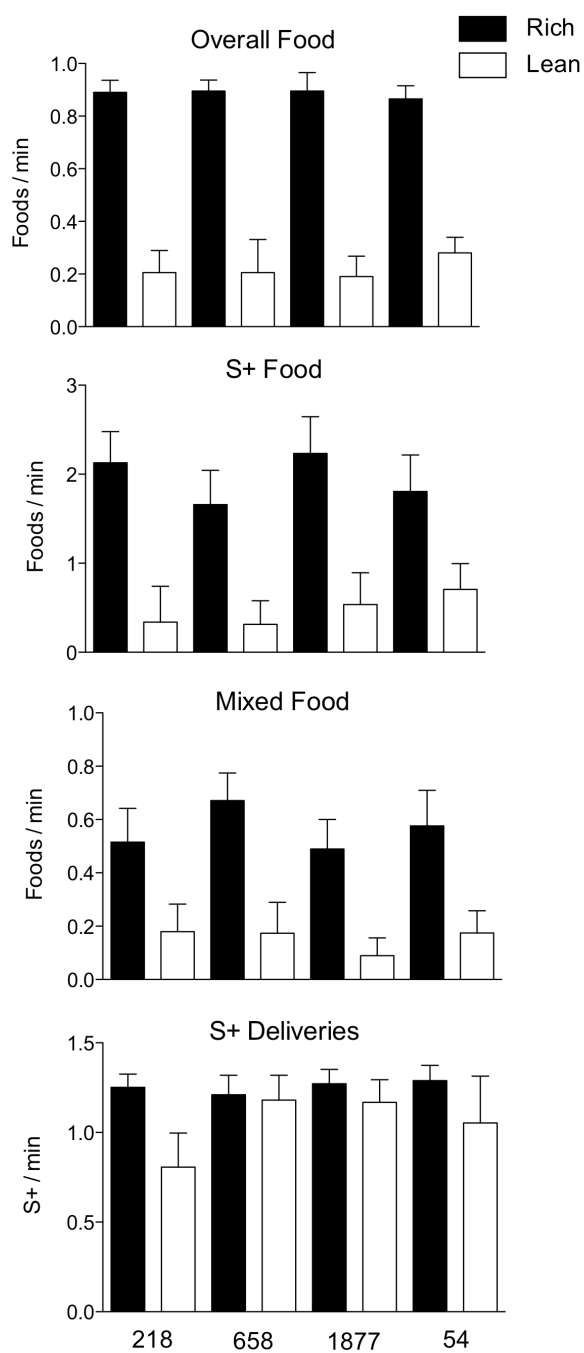 Rich
Lean
Overall Food
Foods / min
1.0
0.8
0.6
0.4
0.2
0.0
S+ Food
Foods / min
3
2
1
0
Mixed Food
Foods / min
1.0
0.8
0.6
0.4
0.2
0.0
S+ Deliveries
S+ / min
1.5
1.0
0.5
0.0
218 658 1877 54